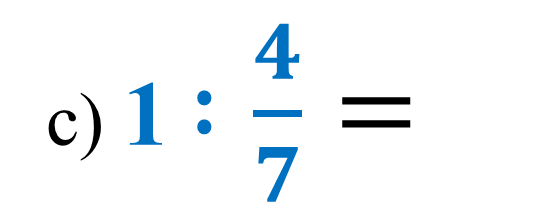 c) 1 : 4/7 =